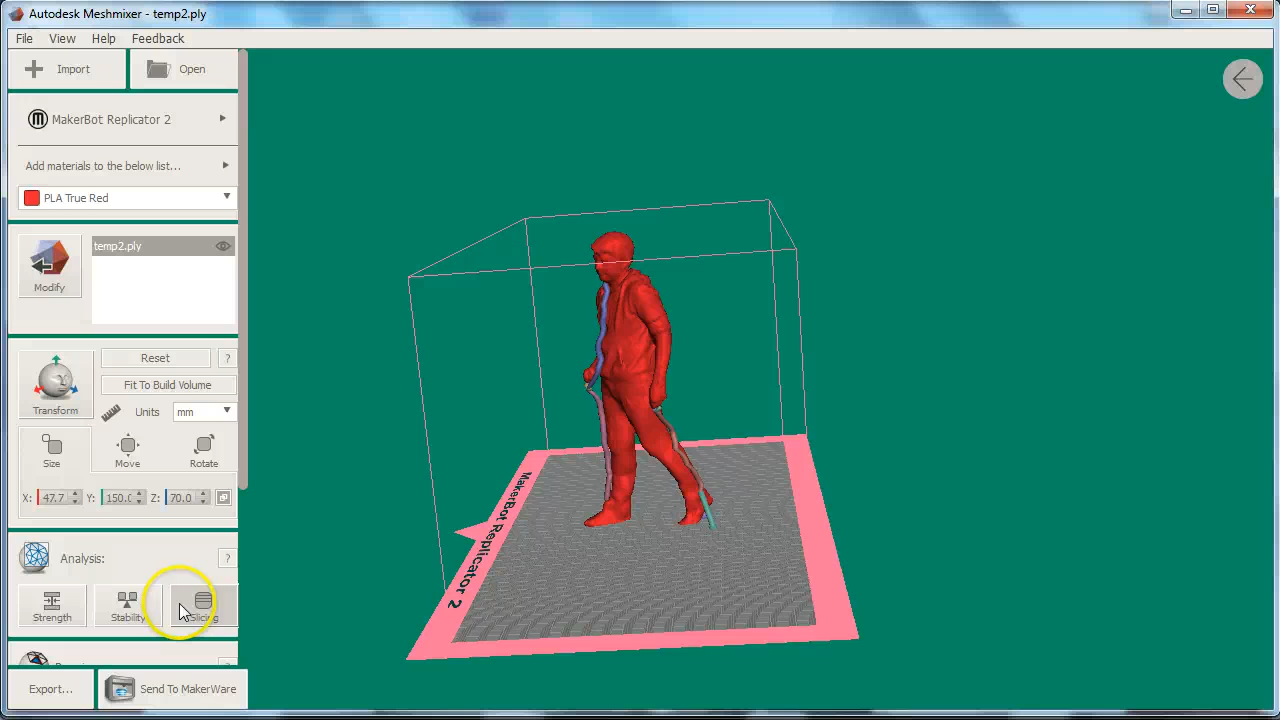 Autodesk Meshmixer - temp2.ply
File View Help Feedback
Import Open
MakerBot Replicator 2
Add materials to the below list...
PLA True Red
temp2.ply
Modify
Reset ?
Fit To Build Volume
Transform
Units mm
Size Move Rotate
X: 47.7 Y: 150.0 Z: 70.0
Analysis: ?
Strength Stability Slicing
Export... Send To MakerWare
MakerBot Replicator 2